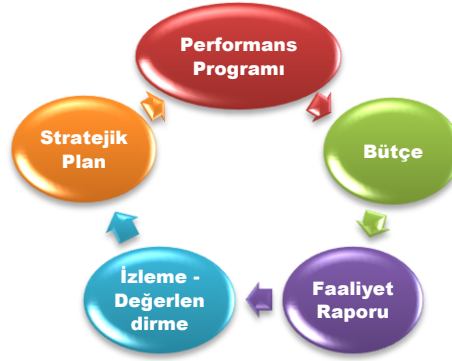 Performans
Programı
Stratejik
Plan
Bütçe
İzleme -
Değerlen
dirme
Faaliyet
Raporu